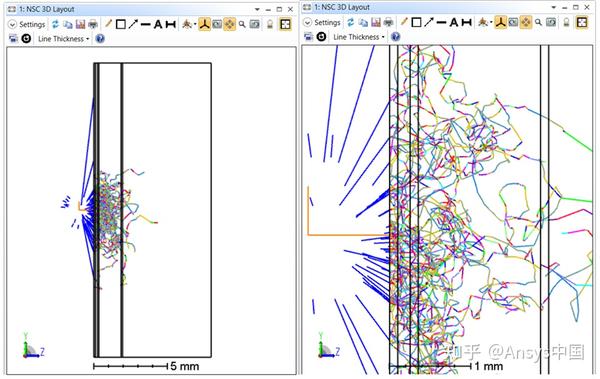 1: NSC 3D Layout
Settings
Line Thickness
Y
Z
5 mm
1: NSC 3D Layout
Settings
Line Thickness
Y
Z
1 mm
知乎 @Ansys中国